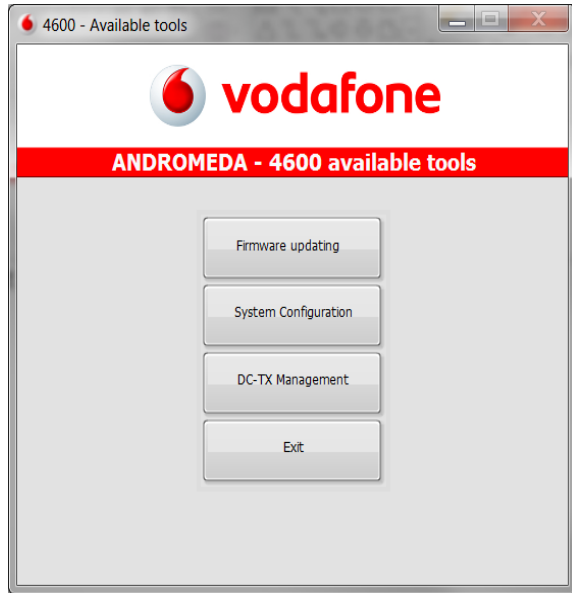 4600 - Available tools
vodafone
ANDROMEDA - 4600 available tools
Firmware updating
System Configuration
DC-TX Management
Exit